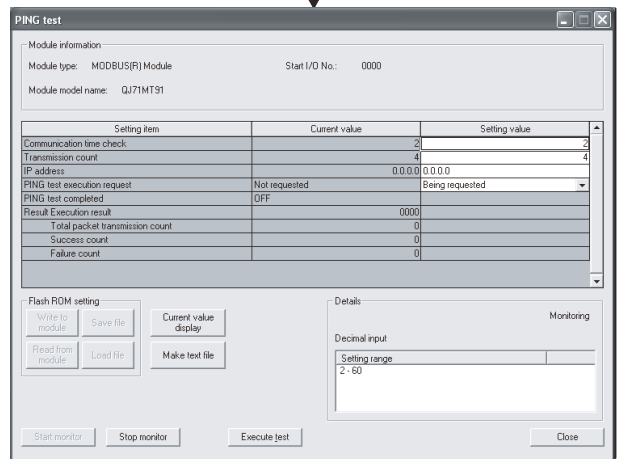 PING test
Module information
Module type: MODBUS(R) Module Start I/O No.: 0000
Module model name: QJ71MT91
Setting item Current value Setting value
Communication time check 2 2
Transmission count 4 4
IP address 0.0.0.0 0.0.0.0
PING test execution request Not requested Being requested
PING test completed OFF
Result Execution result 0000
Total packet transmission count 0
Success count 0
Failure count 0
Flash ROM setting
Write to module Save file Current value display
Read from module Load file Make text file
Details
Monitoring
Decimal input
Setting range
2 - 60
Start monitor Stop monitor Execute test Close